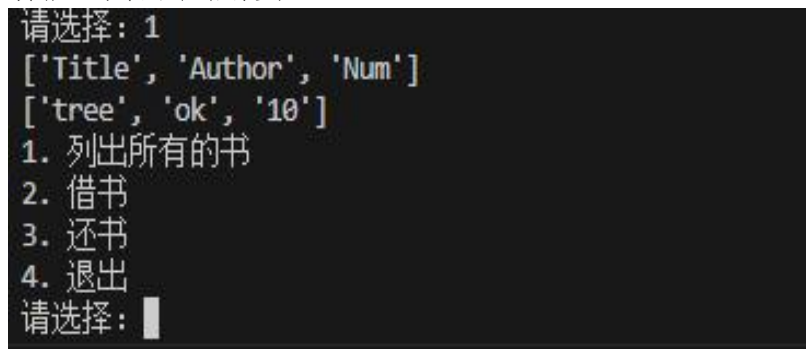 请选择: 1
['Title', 'Author', 'Num']
['tree', 'ok', '10']
1. 列出所有的书
2. 借书
3. 还书
4. 退出
请选择: